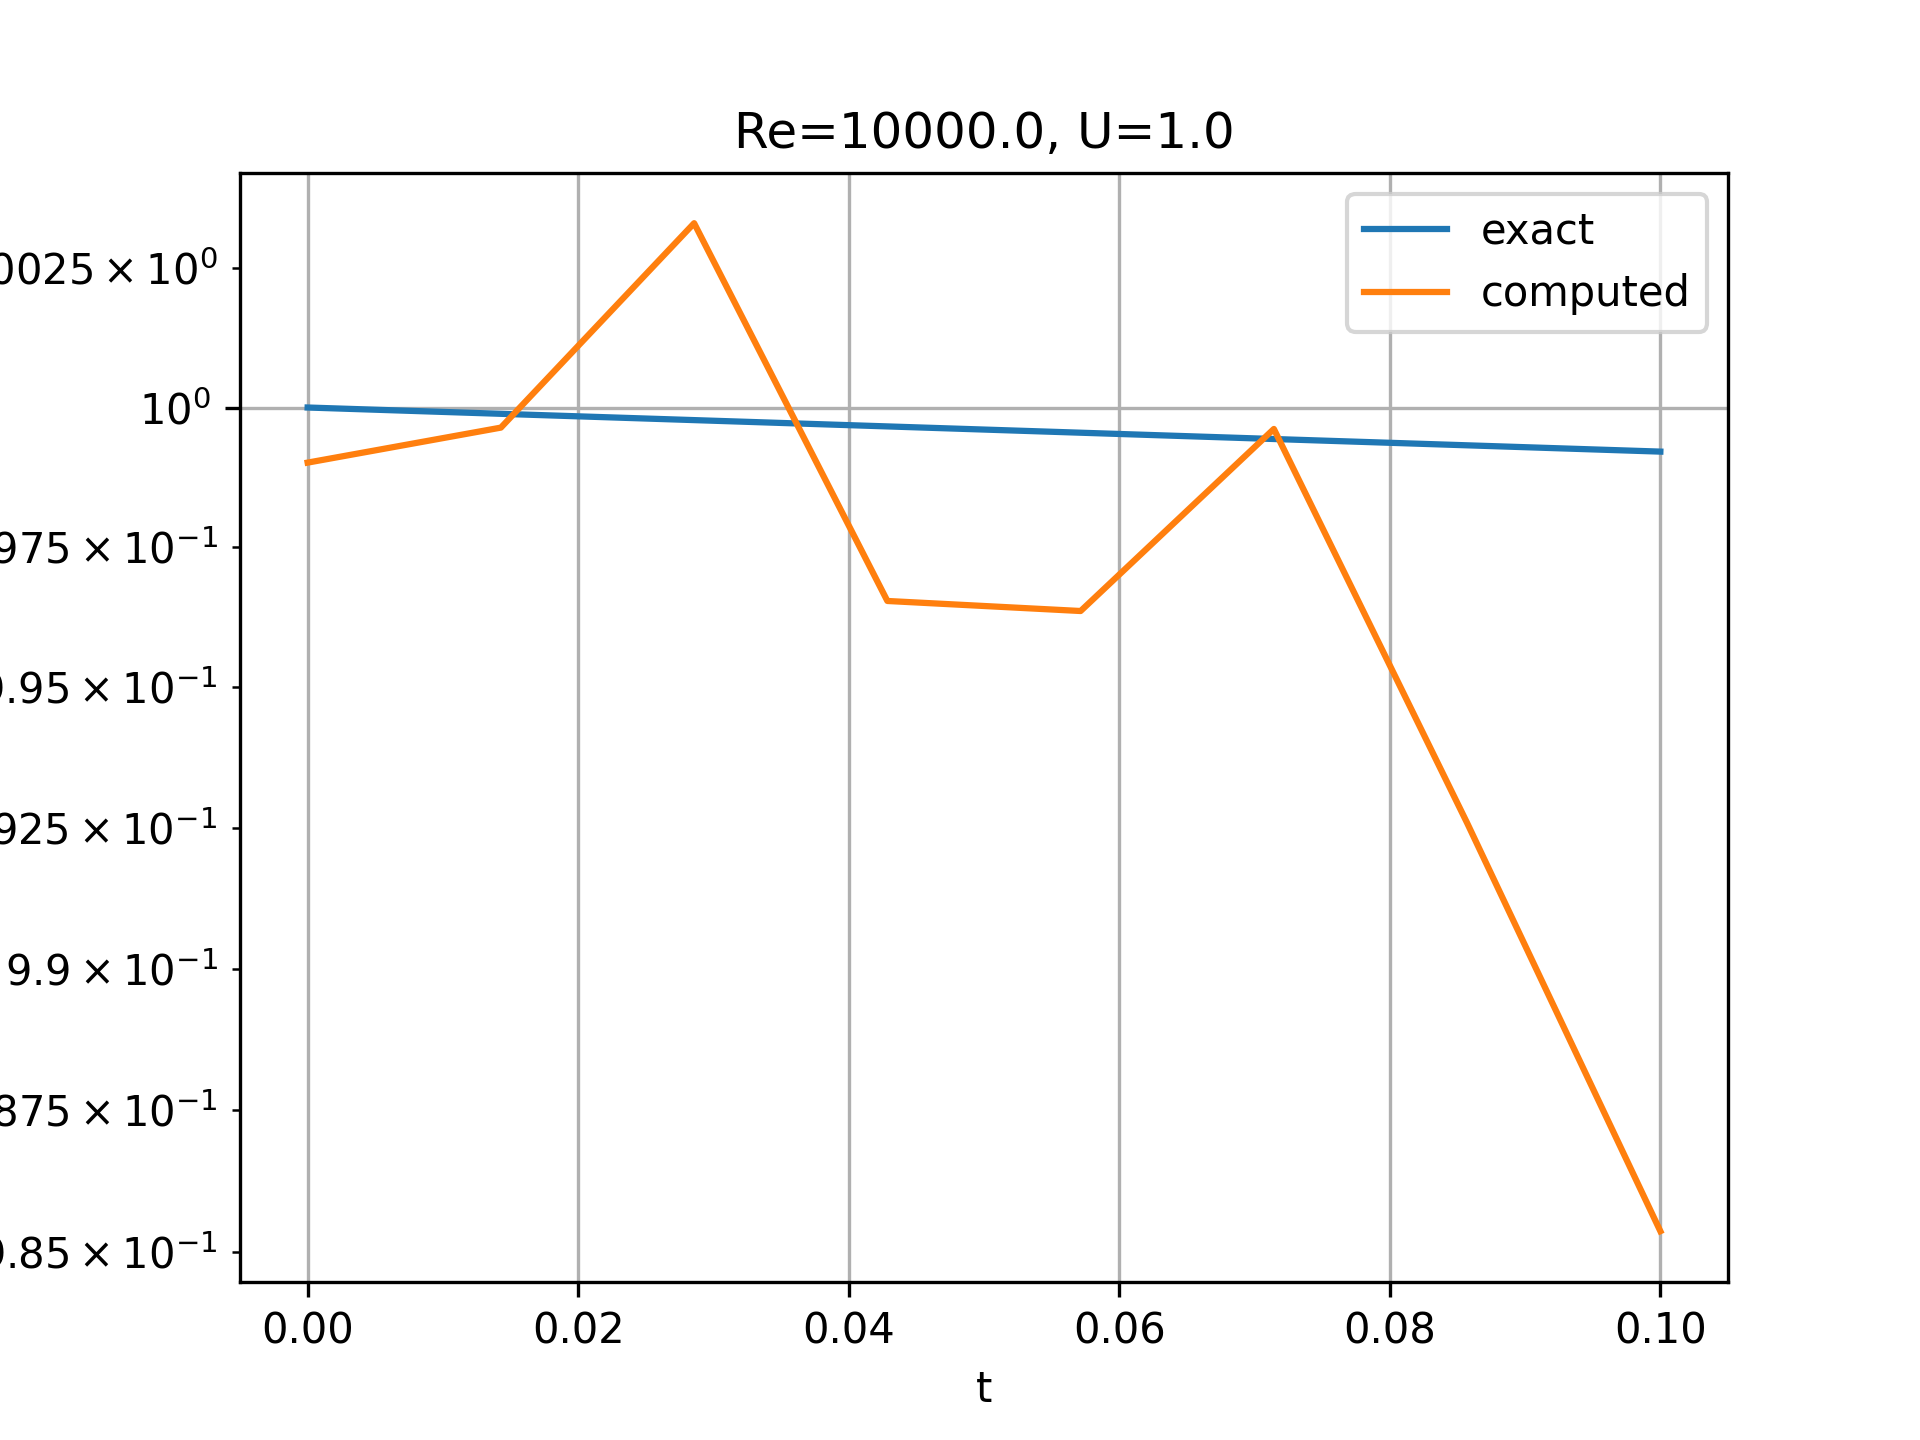 Re=10000.0, U=1.0
exact
computed
0025 × 10⁰
10⁰
975 × 10⁻¹
.95 × 10⁻¹
925 × 10⁻¹
9.9 × 10⁻¹
875 × 10⁻¹
.85 × 10⁻¹
0.00 0.02 0.04 0.06 0.08 0.10
t